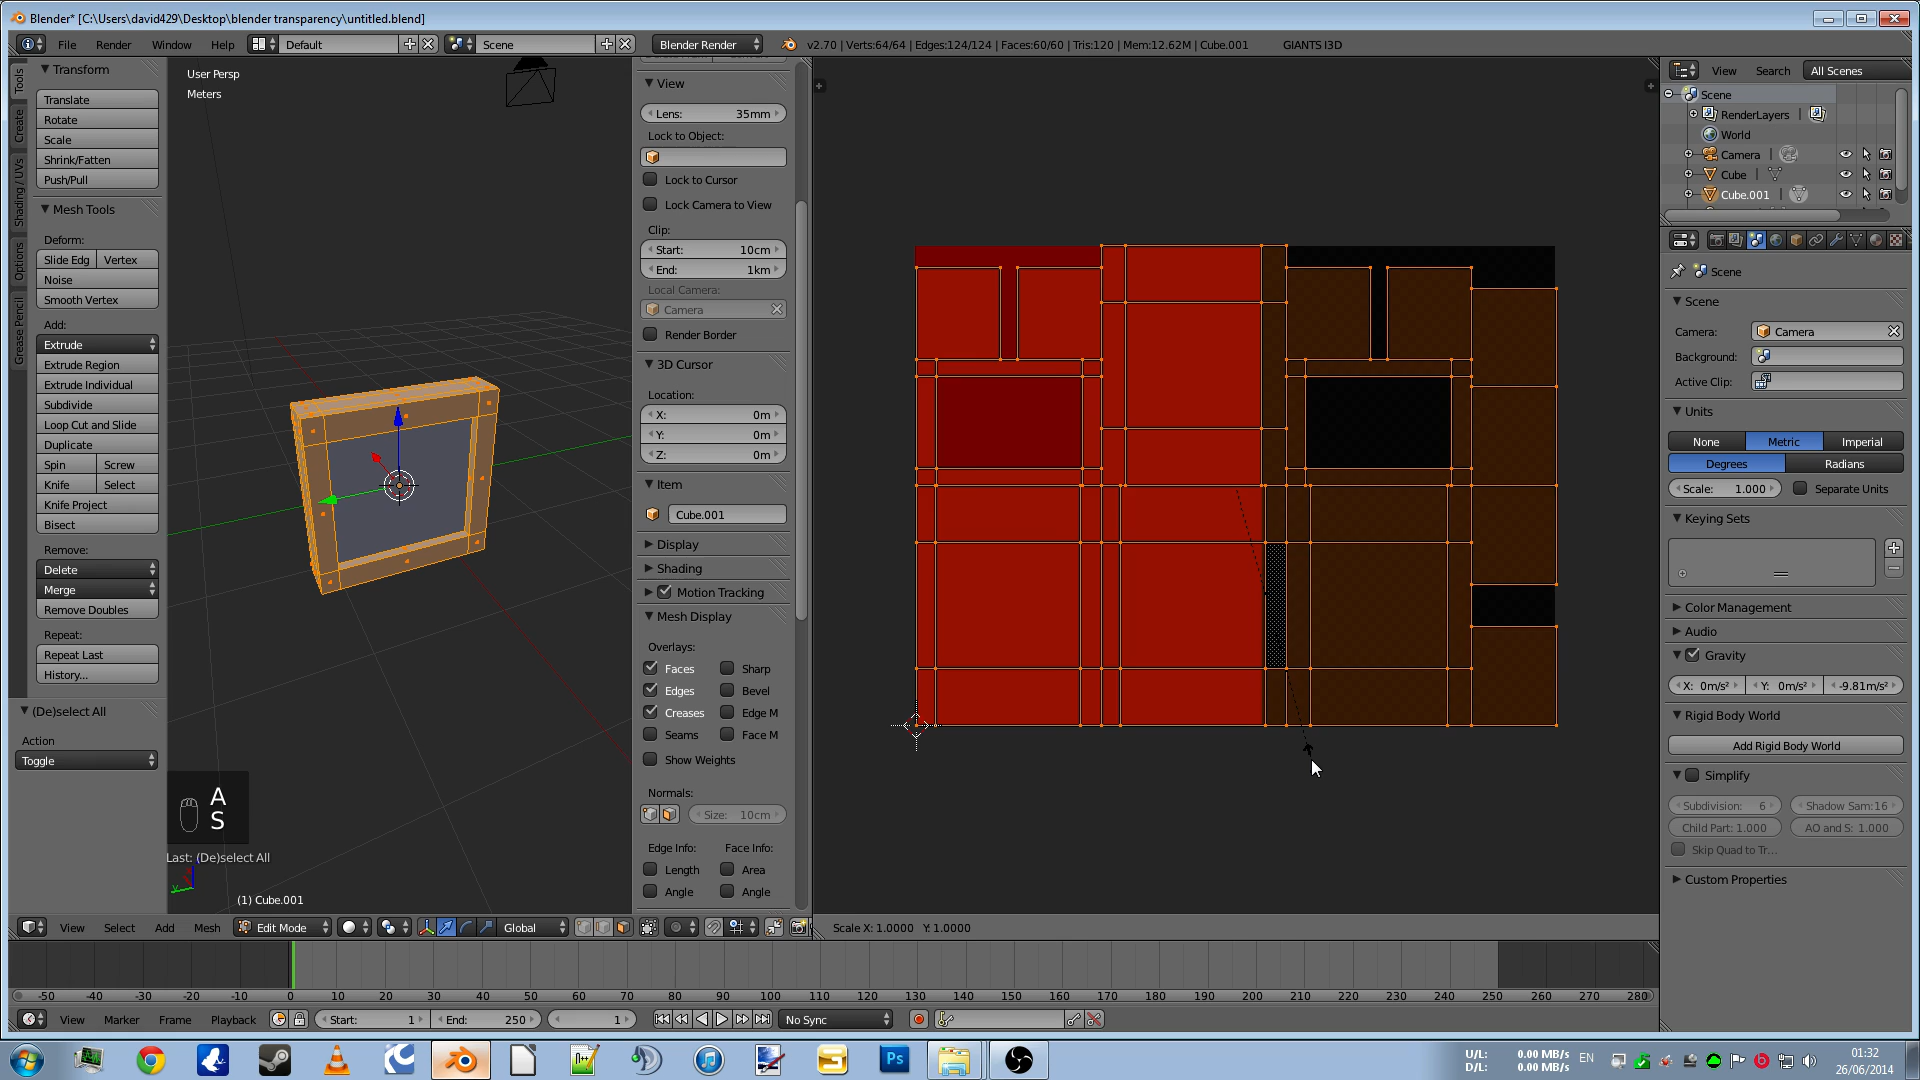 Blender* [C:\Users\david429\Desktop\blender transparency\untitled.blend]
File Render Window Help Default Scene Blender Render v2.70 | Verts:64/64 | Edges:124/124 | Faces:60/60 | Tris:120 | Mem:12.62M | Cube.001 GIANTS I3D
Tools
Create
Shading / UVs
Options
Grease Pencil
Transform
Translate
Rotate
Scale
Shrink/Fatten
Push/Pull
Mesh Tools
Deform:
Slide Edg Vertex
Noise
Smooth Vertex
Add:
Extrude
Extrude Region
Extrude Individual
Subdivide
Loop Cut and Slide
Duplicate
Spin Screw
Knife Select
Knife Project
Bisect
Remove:
Delete
Merge
Remove Doubles
Repeat:
Repeat Last
History...
(De)select All
Action
Toggle
User Persp
Meters
A
S
Last: (De)select All
(1) Cube.001
View
Lens: 35mm
Lock to Object:
Lock to Cursor
Lock Camera to View
Clip:
Start: 10cm
End: 1km
Local Camera:
Camera
Render Border
3D Cursor
Location:
X: 0m
Y: 0m
Z: 0m
Item
Cube.001
Display
Shading
Motion Tracking
Mesh Display
Overlays:
Faces Sharp
Edges Bevel
Creases Edge M
Seams Face M
Show Weights
Normals:
Size: 10cm
Edge Info: Face Info:
Length Area
Angle Angle
View Select Add Mesh Edit Mode Global
Scale X: 1.0000 Y: 1.0000
View Search All Scenes
Scene
RenderLayers
World
Camera
Cube
Cube.001
Scene
Scene
Camera: Camera
Background:
Active Clip:
Units
None Metric Imperial
Degrees Radians
Scale: 1.000 Separate Units
Keying Sets
Color Management
Audio
Gravity
X: 0m/s² Y: 0m/s² -9.81m/s²
Rigid Body World
Add Rigid Body World
Simplify
Subdivision: 6 Shadow Sam:16
Child Part: 1.000 AO and S: 1.000
Skip Quad to Tr...
Custom Properties
-50 -40 -30 -20 -10 0 10 20 30 40 50 60 70 80 90 100 110 120 130 140 150 160 170 180 190 200 210 220 230 240 250 260 270 280
View Marker Frame Playback Start: 1 End: 250 1 No Sync
Ps
U/L: 0.00 MB/s
D/L: 0.00 MB/s
EN
01:32
26/06/2014